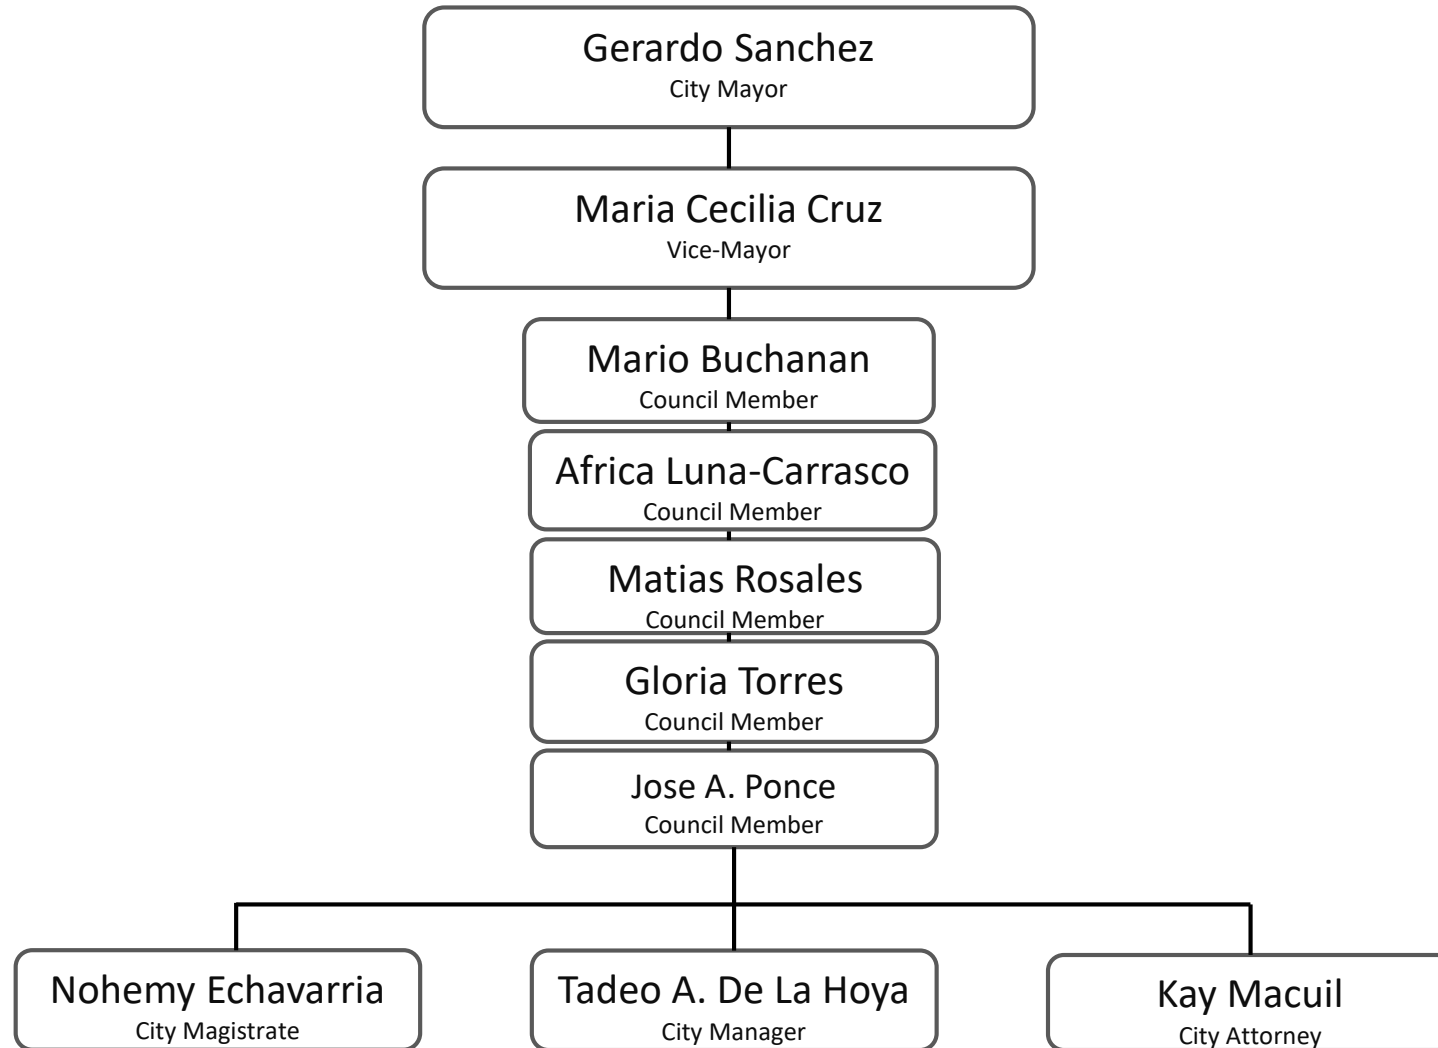 Gerardo Sanchez
City Mayor
Maria Cecilia Cruz
Vice-Mayor
Mario Buchanan
Council Member
Africa Luna-Carrasco
Council Member
Matias Rosales
Council Member
Gloria Torres
Council Member
Jose A. Ponce
Council Member
Nohemy Echavarria
City Magistrate
Tadeo A. De La Hoya
City Manager
Kay Macuil
City Attorney